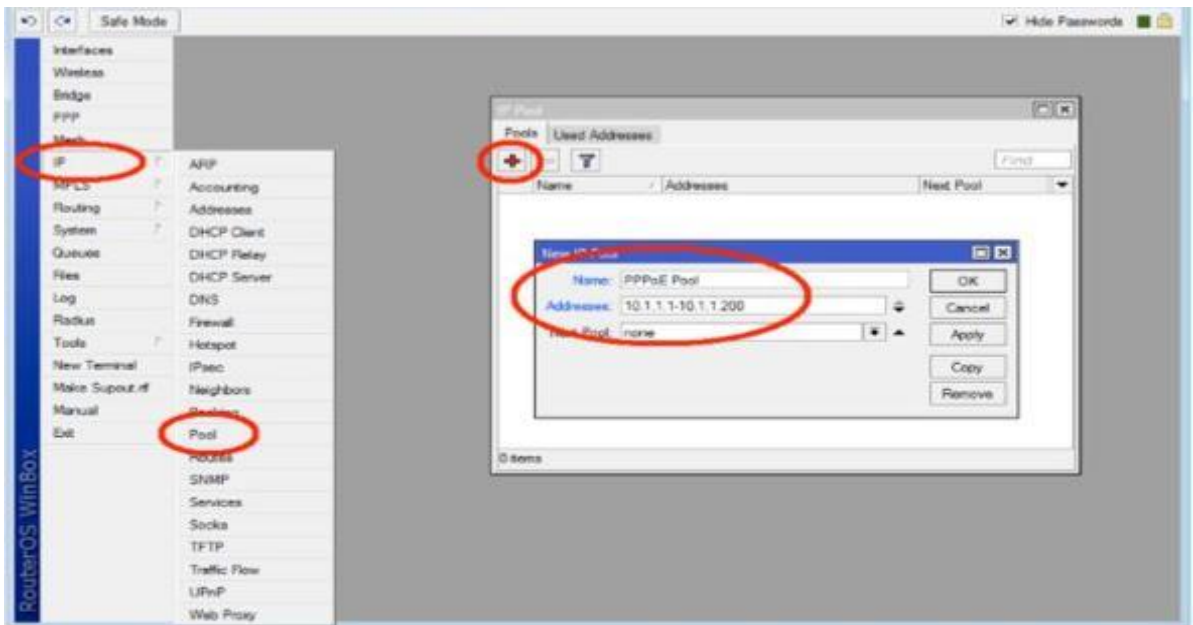 Safe Mode
Hide Passwords
Interfaces
Wireless
Bridge
PPP
Mesh
IP
MPLS
Routing
System
Queues
Files
Log
Radius
Tools
New Terminal
Make Supout.rif
Manual
Exit
RouterOS WinBox
ARP
Accounting
Addresses
DHCP Client
DHCP Relay
DHCP Server
DNS
Firewall
Hotspot
IPsec
Neighbors
Packing
Pool
Routes
SNMP
Services
Socks
TFTP
Traffic Flow
UPnP
Web Proxy
IP Pool
Pools Used Addresses
Find
Name Addresses Next Pool
New IP Pool
Name: PPPoE Pool
Addresses: 10.1.1.1-10.1.1.200
Next Pool: none
OK
Cancel
Apply
Copy
Remove
0 items